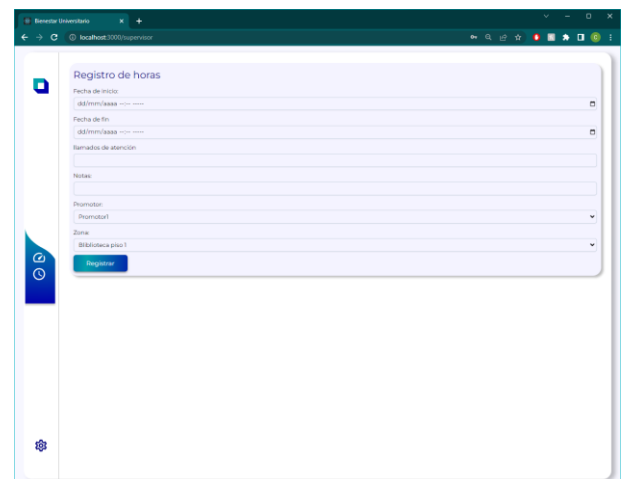 Bienestar Universitario
localhost:3000/supervisor
Registro de horas
Fecha de inicio:
dd/mm/aaaa --:-- -----
Fecha de fin
dd/mm/aaaa --:-- -----
llamados de atención
Notas:
Promotor:
Promotor1
Zona:
Biblioteca piso 1
Registrar